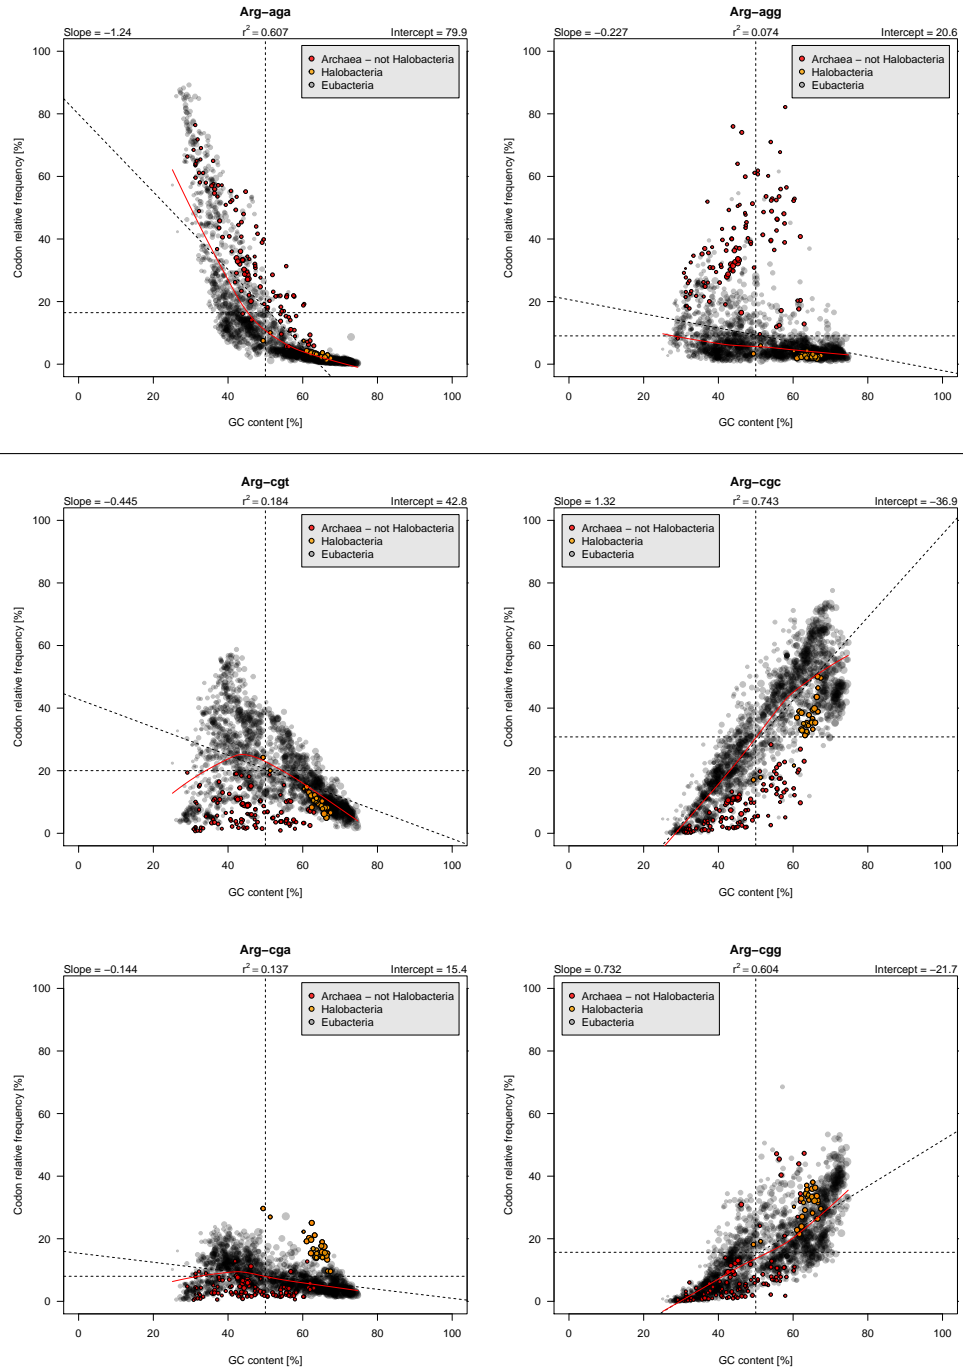 Arg−aga
Slope = −1.24 r² = 0.607 Intercept = 79.9
Archaea − not Halobacteria
Halobacteria
Eubacteria
100
80
60
40
20
0
Codon relative frequency [%]
0 20 40 60 80 100
GC content [%]
Arg−agg
Slope = −0.227 r² = 0.074 Intercept = 20.6
Archaea − not Halobacteria
Halobacteria
Eubacteria
100
80
60
40
20
0
Codon relative frequency [%]
0 20 40 60 80 100
GC content [%]
Arg−cgt
Slope = −0.445 r² = 0.184 Intercept = 42.8
Archaea − not Halobacteria
Halobacteria
Eubacteria
100
80
60
40
20
0
Codon relative frequency [%]
0 20 40 60 80 100
GC content [%]
Arg−cgc
Slope = 1.32 r² = 0.743 Intercept = −36.9
Archaea − not Halobacteria
Halobacteria
Eubacteria
100
80
60
40
20
0
Codon relative frequency [%]
0 20 40 60 80 100
GC content [%]
Arg−cga
Slope = −0.144 r² = 0.137 Intercept = 15.4
Archaea − not Halobacteria
Halobacteria
Eubacteria
100
80
60
40
20
0
Codon relative frequency [%]
0 20 40 60 80 100
GC content [%]
Arg−cgg
Slope = 0.732 r² = 0.604 Intercept = −21.7
Archaea − not Halobacteria
Halobacteria
Eubacteria
100
80
60
40
20
0
Codon relative frequency [%]
0 20 40 60 80 100
GC content [%]